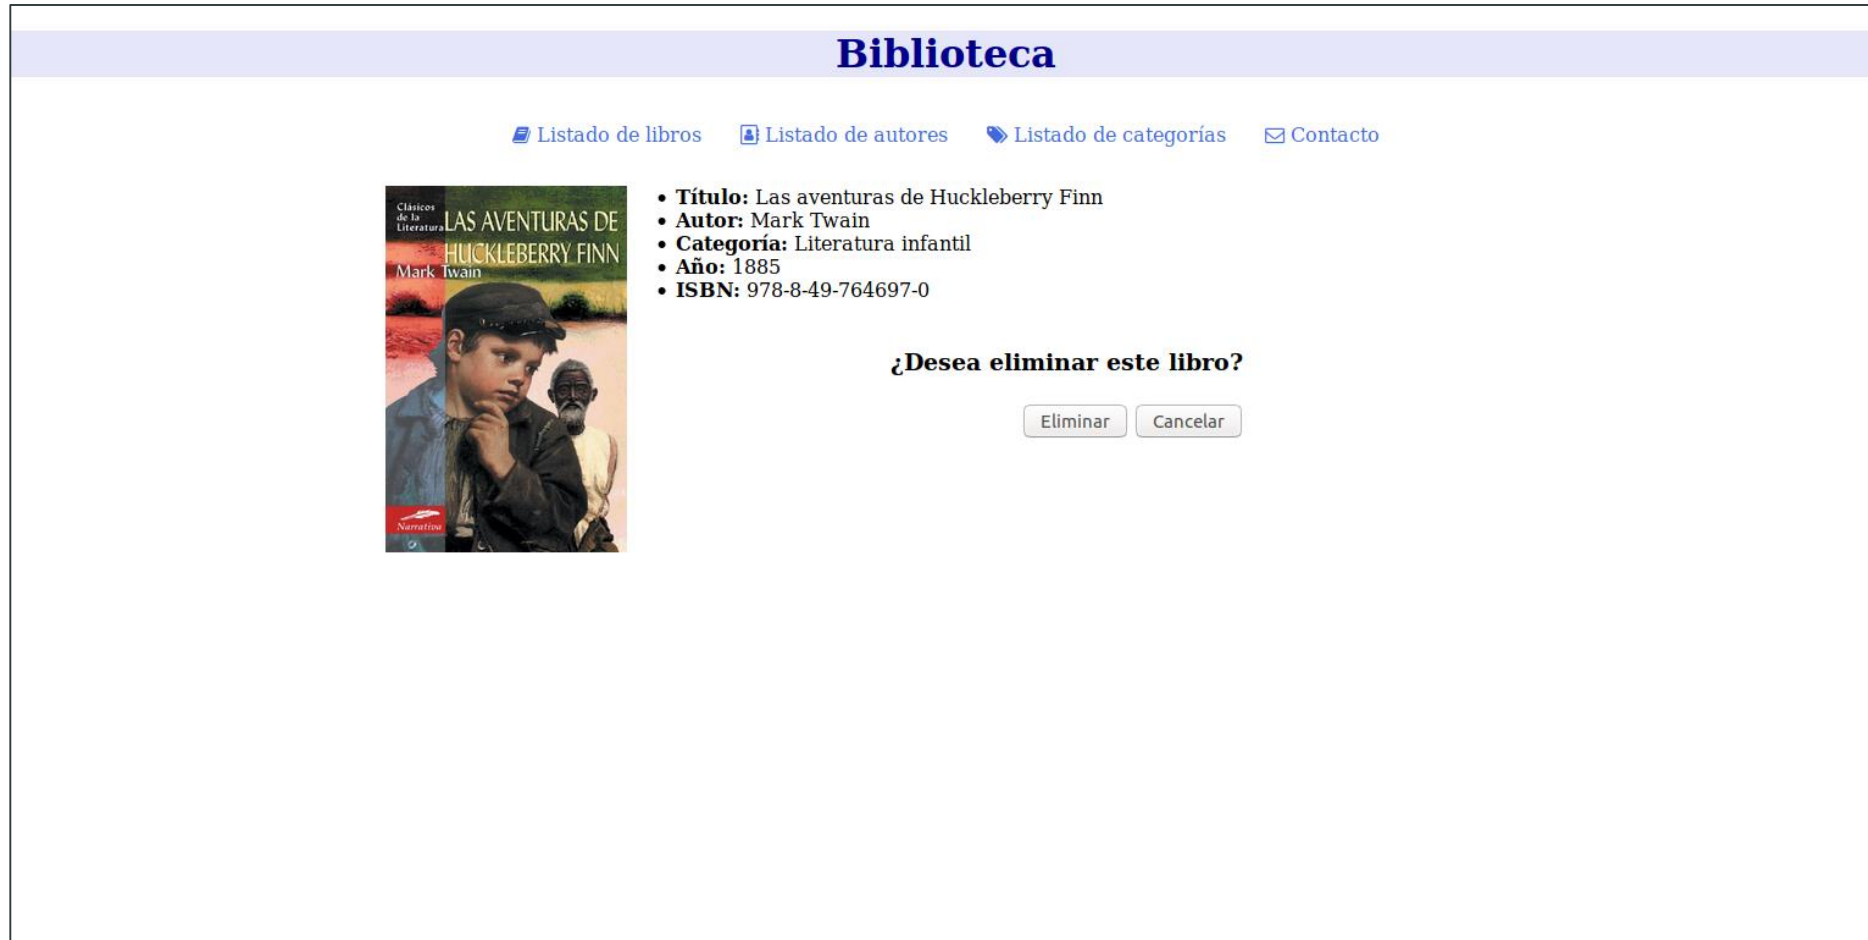 Biblioteca
Listado de libros Listado de autores Listado de categorías Contacto
Clásicos
de la
Literatura
LAS AVENTURAS DE
HUCKLEBERRY FINN
Mark Twain
Narrativa
• Título: Las aventuras de Huckleberry Finn
• Autor: Mark Twain
• Categoría: Literatura infantil
• Año: 1885
• ISBN: 978-8-49-764697-0
¿Desea eliminar este libro?
Eliminar Cancelar